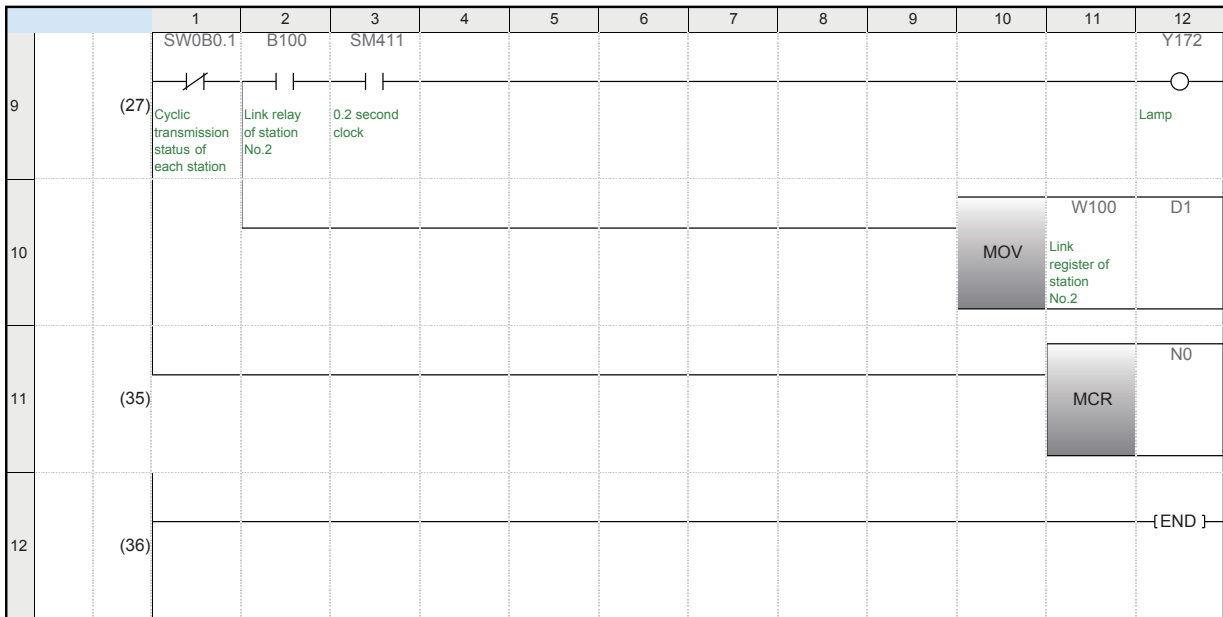 1 2 3 4 5 6 7 8 9 10 11 12
SW0B0.1 B100 SM411 Y172
9 (27)
Cyclic
transmission
status of
each station
Link relay
of station
No.2
0.2 second
clock
Lamp
10
MOV W100 D1
Link
register of
station
No.2
11 (35) MCR N0
12 (36) [END]